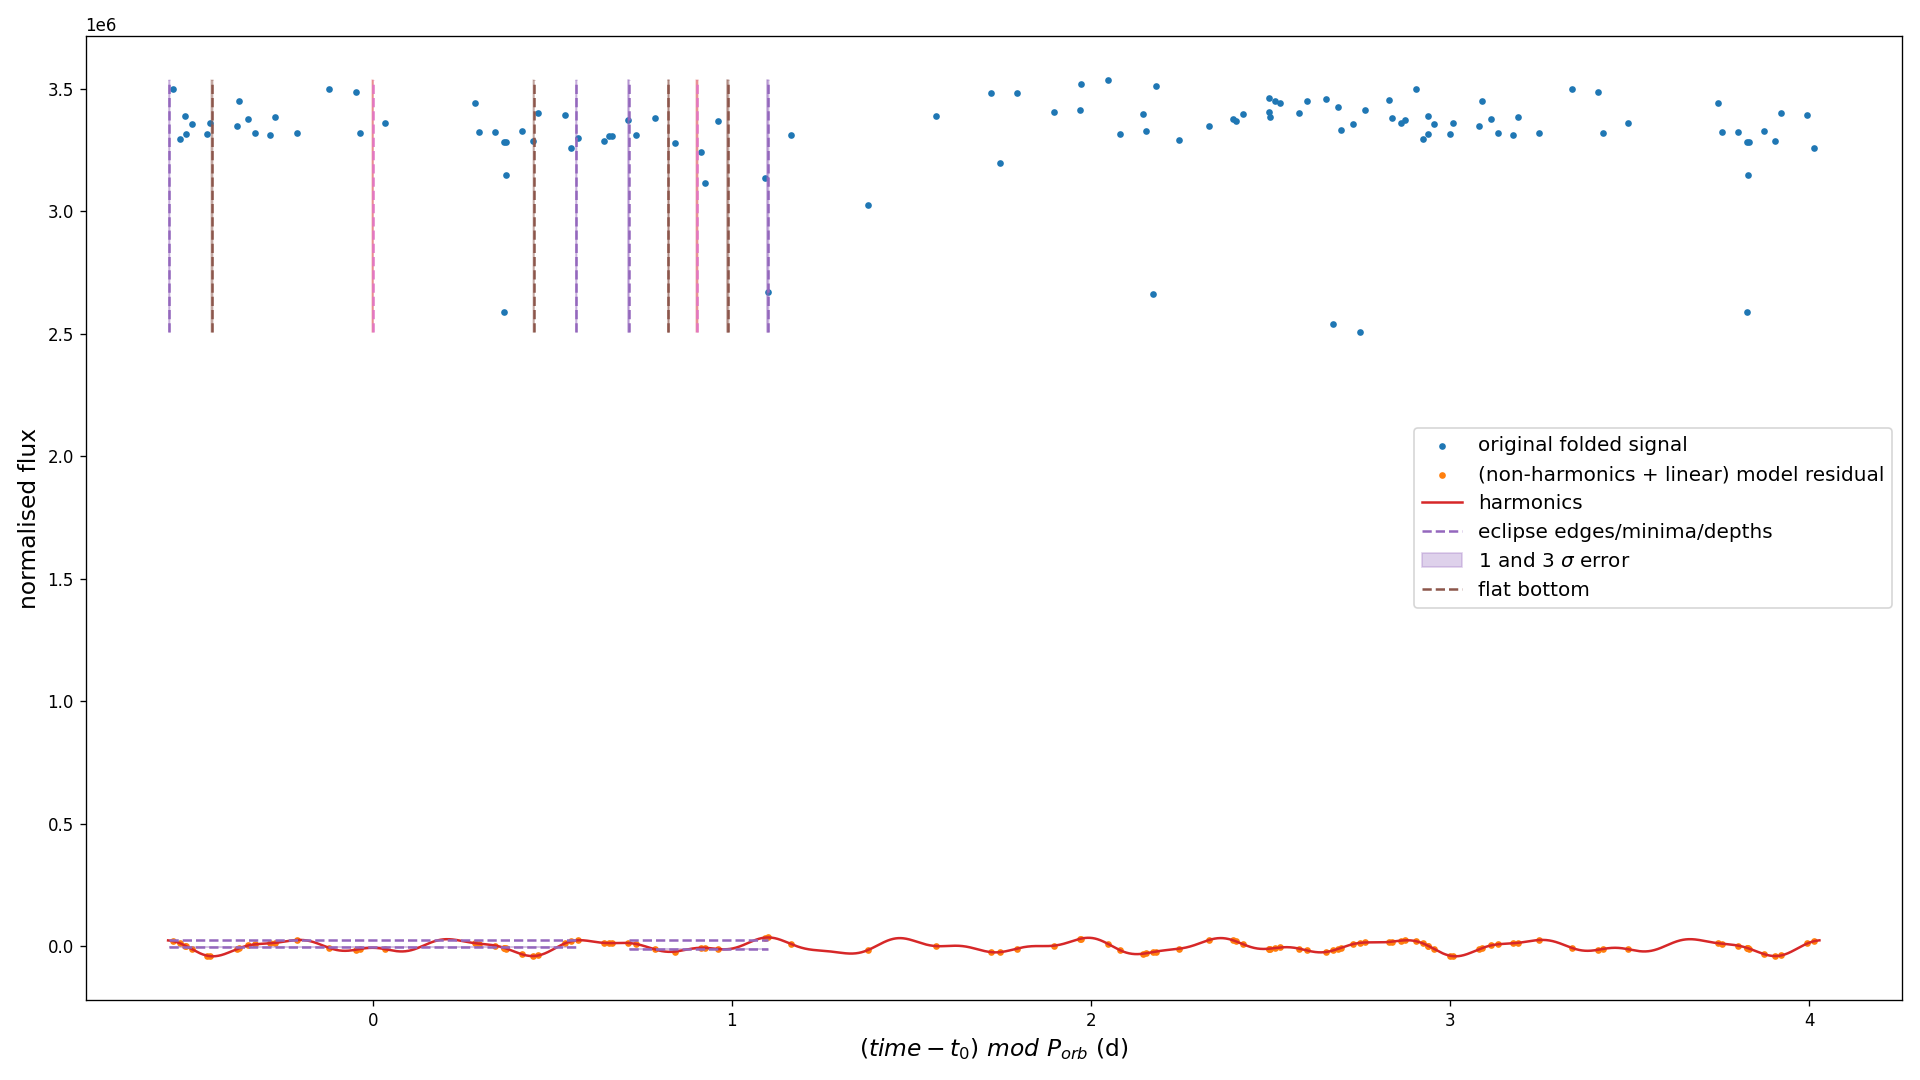 1e6
3.5
3.0
2.5
2.0
1.5
1.0
0.5
0.0
normalised flux
original folded signal
(non-harmonics + linear) model residual
harmonics
eclipse edges/minima/depths
1 and 3 σ error
flat bottom
0 1 2 3 4
(time − t₀) mod Pₒᵣb (d)